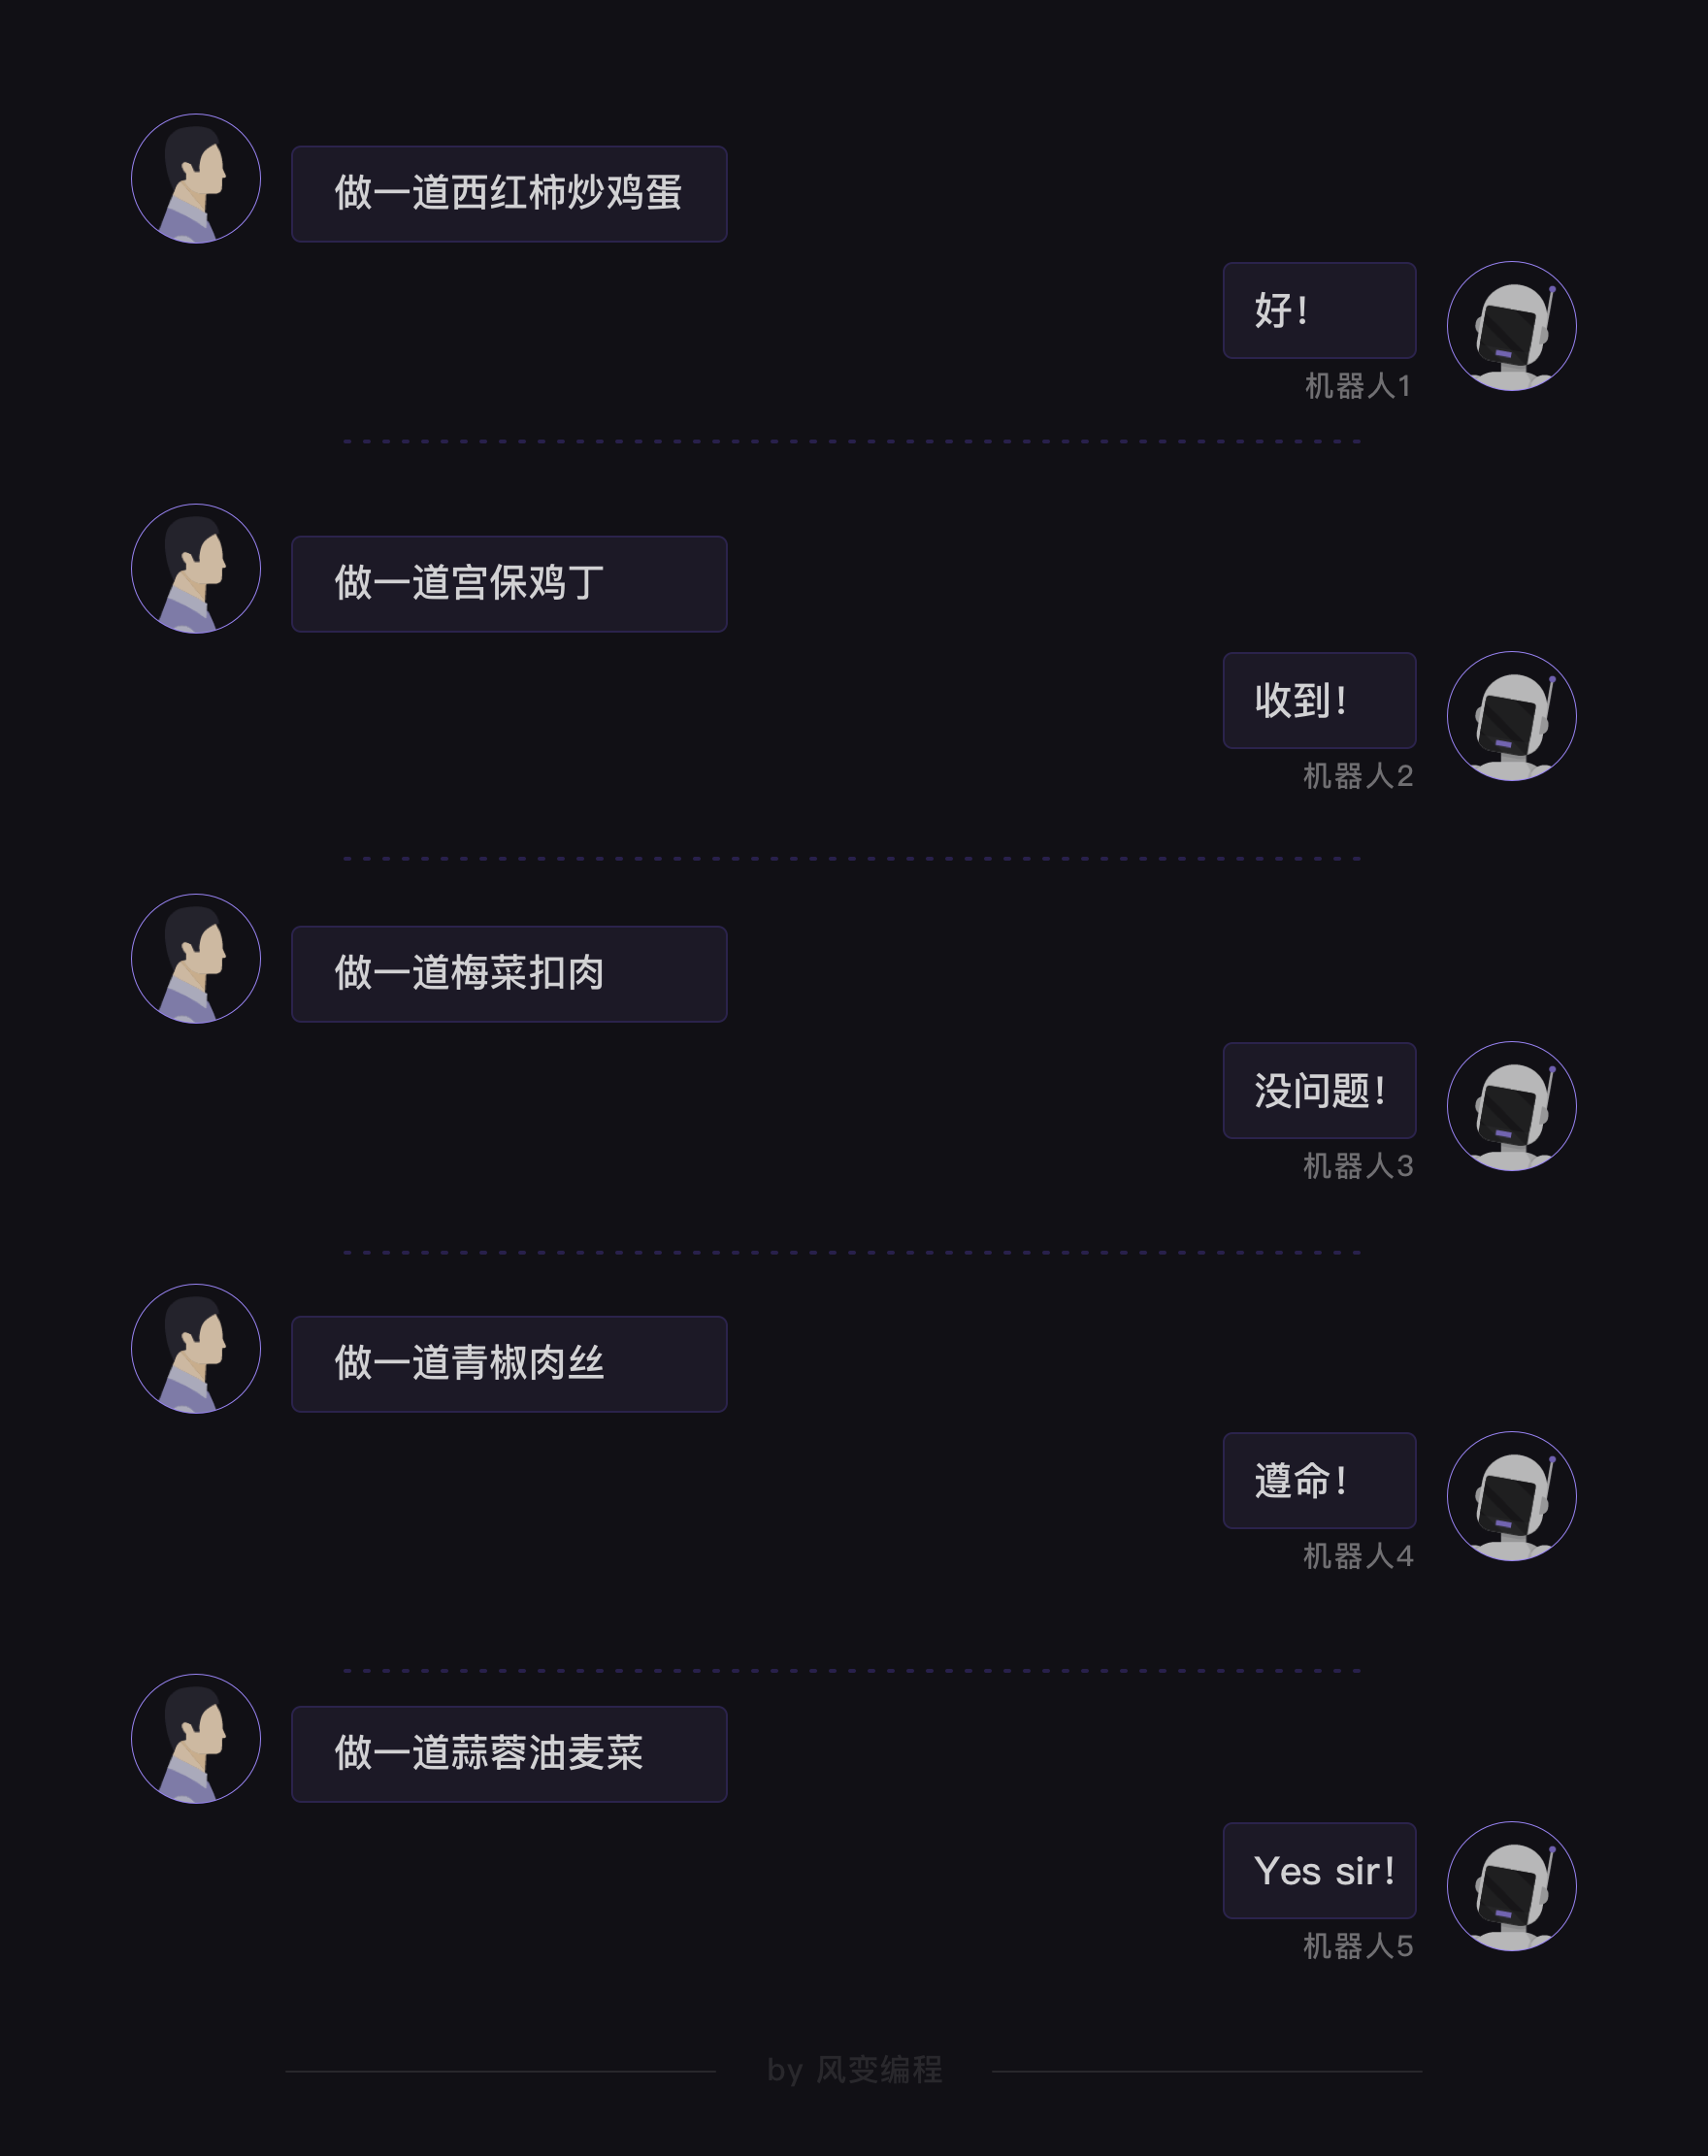 做一道西红柿炒鸡蛋
好!
机器人1
做一道宫保鸡丁
收到!
机器人2
做一道梅菜扣肉
没问题!
机器人3
做一道青椒肉丝
遵命!
机器人4
做一道蒜蓉油麦菜
Yes sir!
机器人5
by 风变编程